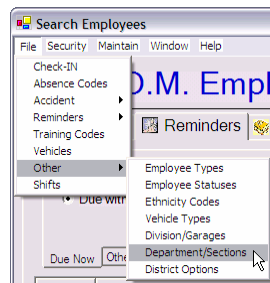 Search Employees
File Security Maintain Window Help
.O.M. Empl
Check-IN
Absence Codes
Accident
Reminders
Training Codes
Vehicles
Other
Shifts
Reminders
Employee Types
Employee Statuses
Ethnicity Codes
Vehicle Types
Division/Garages
Department/Sections
District Options
Due with
Due Now Othe